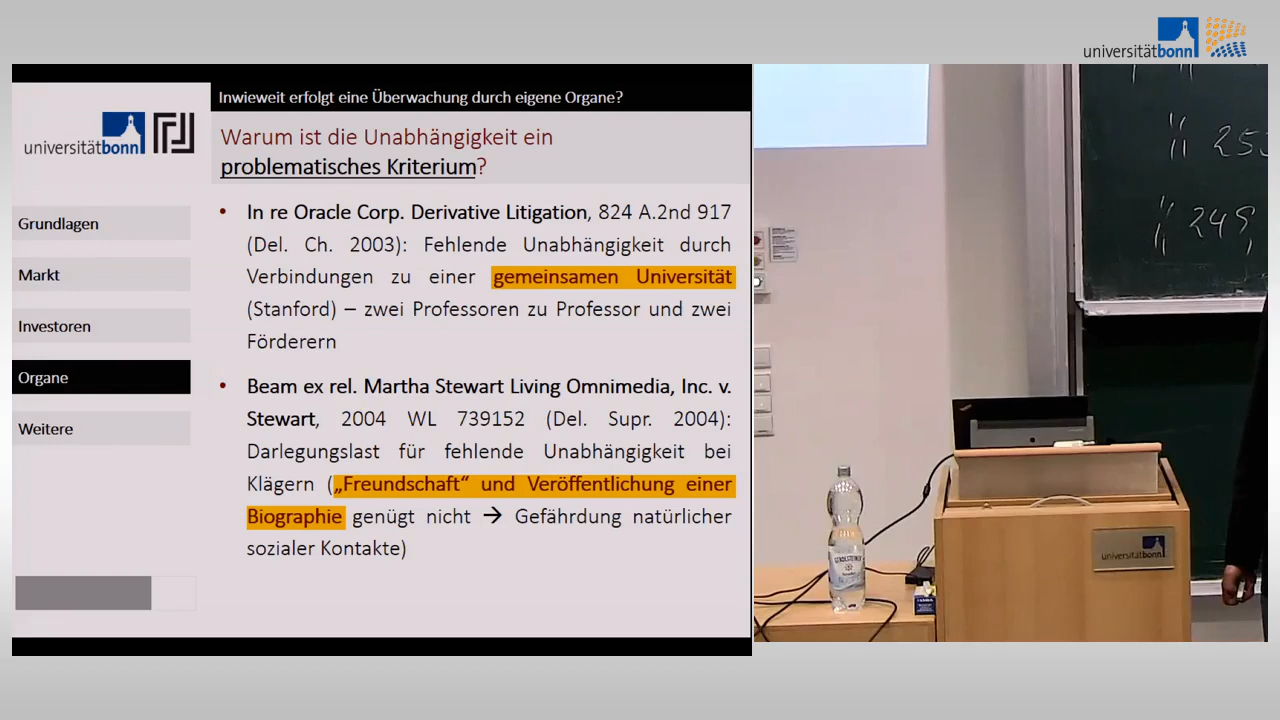 universitätbonn
Inwieweit erfolgt eine Überwachung durch eigene Organe?
universitätbonn
Warum ist die Unabhängigkeit ein
problematisches Kriterium?
Grundlagen
Markt
Investoren
Organe
Weitere
• In re Oracle Corp. Derivative Litigation, 824 A.2nd 917
(Del. Ch. 2003): Fehlende Unabhängigkeit durch
Verbindungen zu einer gemeinsamen Universität
(Stanford) – zwei Professoren zu Professor und zwei
Förderern
• Beam ex rel. Martha Stewart Living Omnimedia, Inc. v.
Stewart, 2004 WL 739152 (Del. Supr. 2004):
Darlegungslast für fehlende Unabhängigkeit bei
Klägern („Freundschaft“ und Veröffentlichung einer
Biographie genügt nicht → Gefährdung natürlicher
sozialer Kontakte)
249,
GEROLSTEINER
universitätbonn